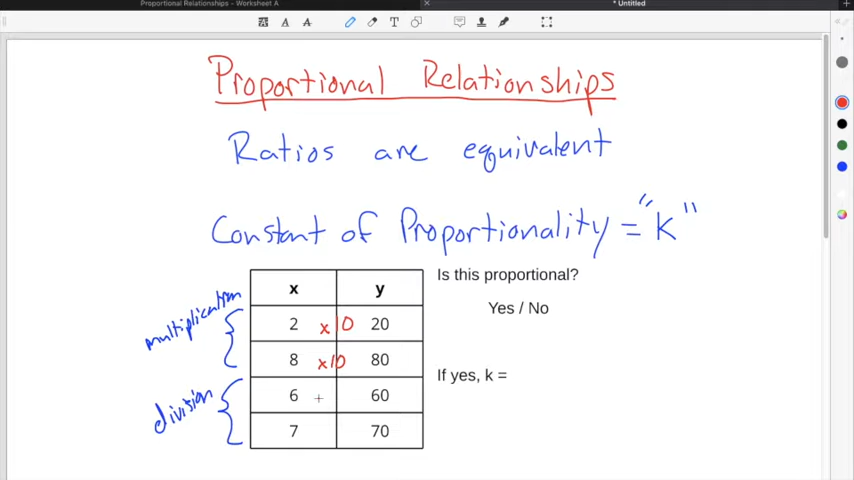 Proportional Relationships - Worksheet A
* Untitled
Proportional Relationships
Ratios are equivalent
Constant of Proportionality = "k"
x y
2 x10 20
8 x10 80
6 60
7 70
multiplication
division
Is this proportional?
Yes / No
If yes, k =